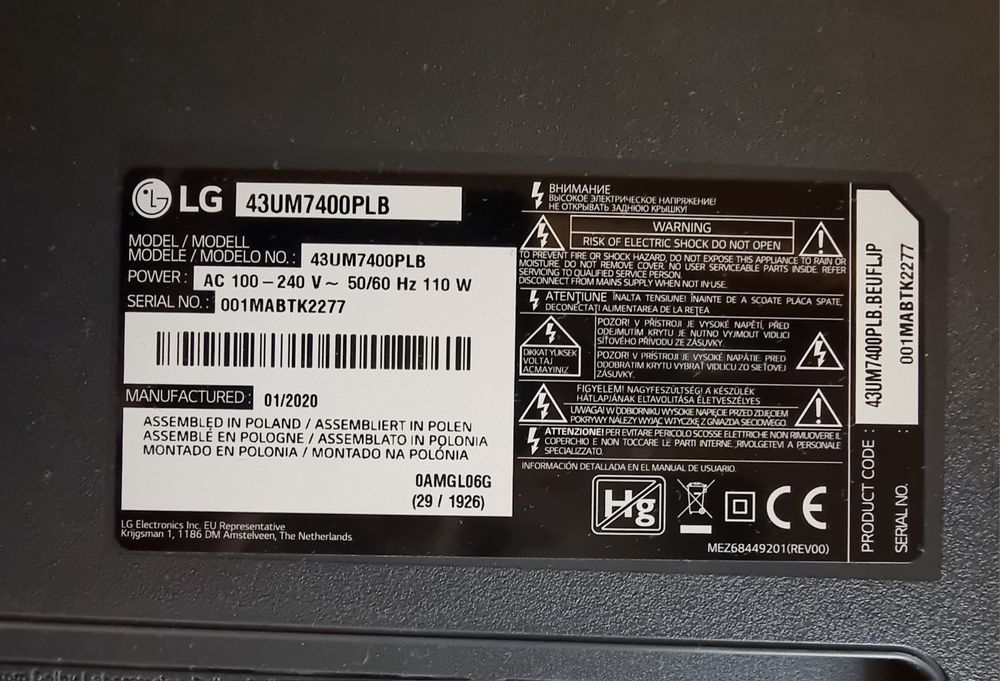 LG 43UM7400PLB
MODEL / MODELL
MODÈLE / MODELO NO. : 43UM7400PLB
POWER : AC 100 – 240 V ~ 50/60 Hz 110 W
SERIAL NO. : 001MABTK2277
MANUFACTURED : 01/2020
ASSEMBLED IN POLAND / ASSEMBLIERT IN POLEN
ASSEMBLÉ EN POLOGNE / ASSEMBLATO IN POLONIA
MONTADO EN POLONIA / MONTADO NA POLÓNIA
0AMGL06G
(29 / 1926)
LG Electronics Inc. EU Representative
Krijgsman 1, 1186 DM Amstelveen, The Netherlands
ВНИМАНИЕ
ВЫСОКОЕ ЭЛЕКТРИЧЕСКОЕ НАПРЯЖЕНИЕ!
НЕ ОТКРЫВАТЬ ЗАДНЮЮ КРЫШКУ!
WARNING
RISK OF ELECTRIC SHOCK DO NOT OPEN
TO PREVENT FIRE OR SHOCK HAZARD, DO NOT EXPOSE THIS APPLIANCE TO RAIN OR
MOISTURE. DO NOT REMOVE COVER. NO USER SERVICEABLE PARTS INSIDE. REFER
SERVICING TO QUALIFIED SERVICE PERSON.
DISCONNECT FROM MAINS SUPPLY WHEN NOT IN USE.
ATENŢIUNE ÎNALTA TENSIUNE! ÎNAINTE DE A SCOATE PLACA SPATE,
DECONECTAŢI ALIMENTAREA DE LA REŢEA
DİKKAT YÜKSEK
VOLTAJ
AÇMAYINIZ
POZOR! V PŘÍSTROJI JE VYSOKÉ NAPĚTÍ, PŘED
ODEJMUTÍM KRYTU JE NUTNO VYJMOUT VIDLICI
SÍŤOVÉHO PŘÍVODU ZE ZÁSUVKY.
POZOR! V PRÍSTROJI JE VYSOKÉ NAPÄTIE. PRED
ODOBRATÍM KRYTU VYBRAŤ VIDLICU ZO SIEŤOVEJ
ZÁSUVKY.
FIGYELEM! NAGYFESZÜLTSÉG! A KÉSZÜLÉK
HÁTLAPJÁNAK ELTÁVOLÍTÁSA ÉLETVESZÉLYES
UWAGA! W ODBIORNIKU WYSOKIE NAPIĘCIE PRZED ZDJĘCIEM
POKRYWY NALEŻY WYJĄĆ WTYCZKĘ Z GNIAZDA SIECIOWEGO
ATTENZIONE! PER EVITARE PERICOLO SCOSSE ELETTRICHE NON RIMUOVERE IL
COPERCHIO E NON TOCCARE LE PARTI INTERNE ,RIVOLGETEVI A PERSONALE
SPECIALIZZATO.
INFORMACIÓN DETALLADA EN EL MANUAL DE USUARIO.
Hg CE
MEZ68449201(REV00)
PRODUCT CODE : 43UM7400PLB.BEUFLJP
SERIAL NO. : 001MABTK2277